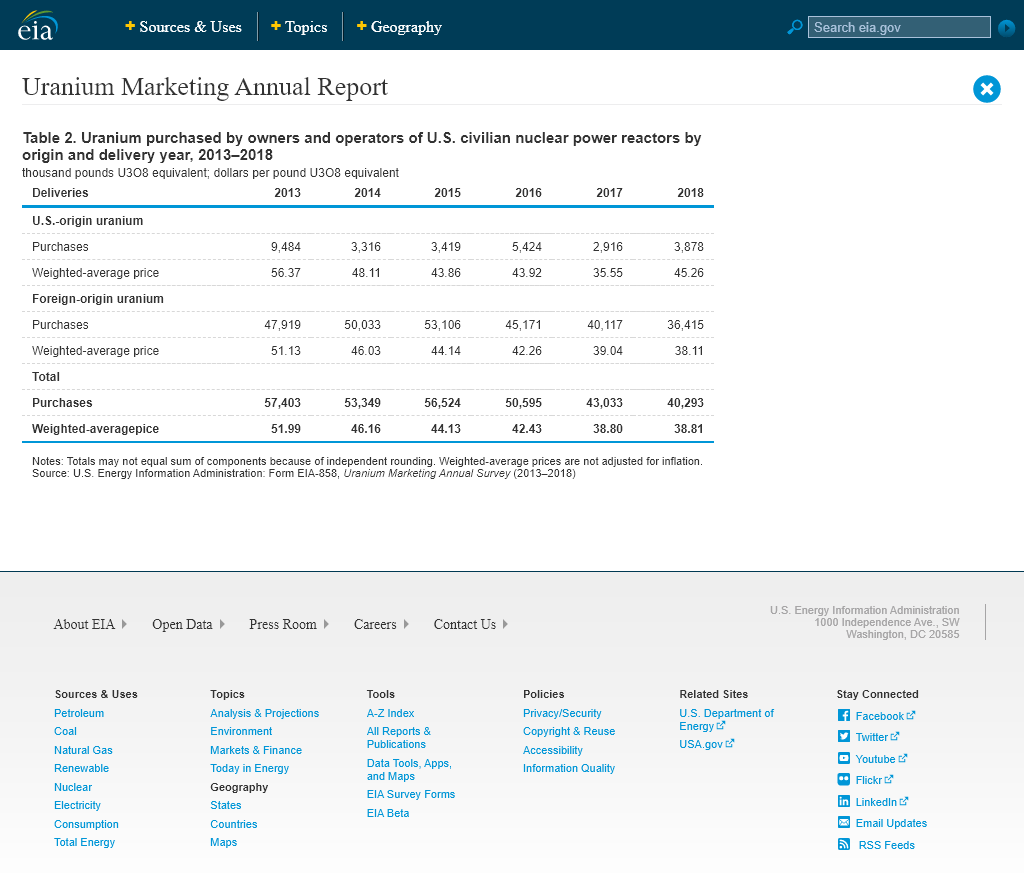 eia
Sources & Uses
Topics
Geography
Search eia.gov
Uranium Marketing Annual Report
Table 2. Uranium purchased by owners and operators of U.S. civilian nuclear power reactors by
origin and delivery year, 2013–2018
thousand pounds U3O8 equivalent; dollars per pound U3O8 equivalent
Deliveries 2013 2014 2015 2016 2017 2018
U.S.-origin uranium
Purchases 9,484 3,316 3,419 5,424 2,916 3,878
Weighted-average price 56.37 48.11 43.86 43.92 35.55 45.26
Foreign-origin uranium
Purchases 47,919 50,033 53,106 45,171 40,117 36,415
Weighted-average price 51.13 46.03 44.14 42.26 39.04 38.11
Total
Purchases 57,403 53,349 56,524 50,595 43,033 40,293
Weighted-averagepice 51.99 46.16 44.13 42.43 38.80 38.81
Notes: Totals may not equal sum of components because of independent rounding. Weighted-average prices are not adjusted for inflation.
Source: U.S. Energy Information Administration: Form EIA-858, Uranium Marketing Annual Survey (2013–2018)
About EIA
Open Data
Press Room
Careers
Contact Us
U.S. Energy Information Administration
1000 Independence Ave., SW
Washington, DC 20585
Sources & Uses
Petroleum
Coal
Natural Gas
Renewable
Nuclear
Electricity
Consumption
Total Energy
Topics
Analysis & Projections
Environment
Markets & Finance
Today in Energy
Geography
States
Countries
Maps
Tools
A-Z Index
All Reports &
Publications
Data Tools, Apps,
and Maps
EIA Survey Forms
EIA Beta
Policies
Privacy/Security
Copyright & Reuse
Accessibility
Information Quality
Related Sites
U.S. Department of
Energy
USA.gov
Stay Connected
Facebook
Twitter
Youtube
Flickr
LinkedIn
Email Updates
RSS Feeds